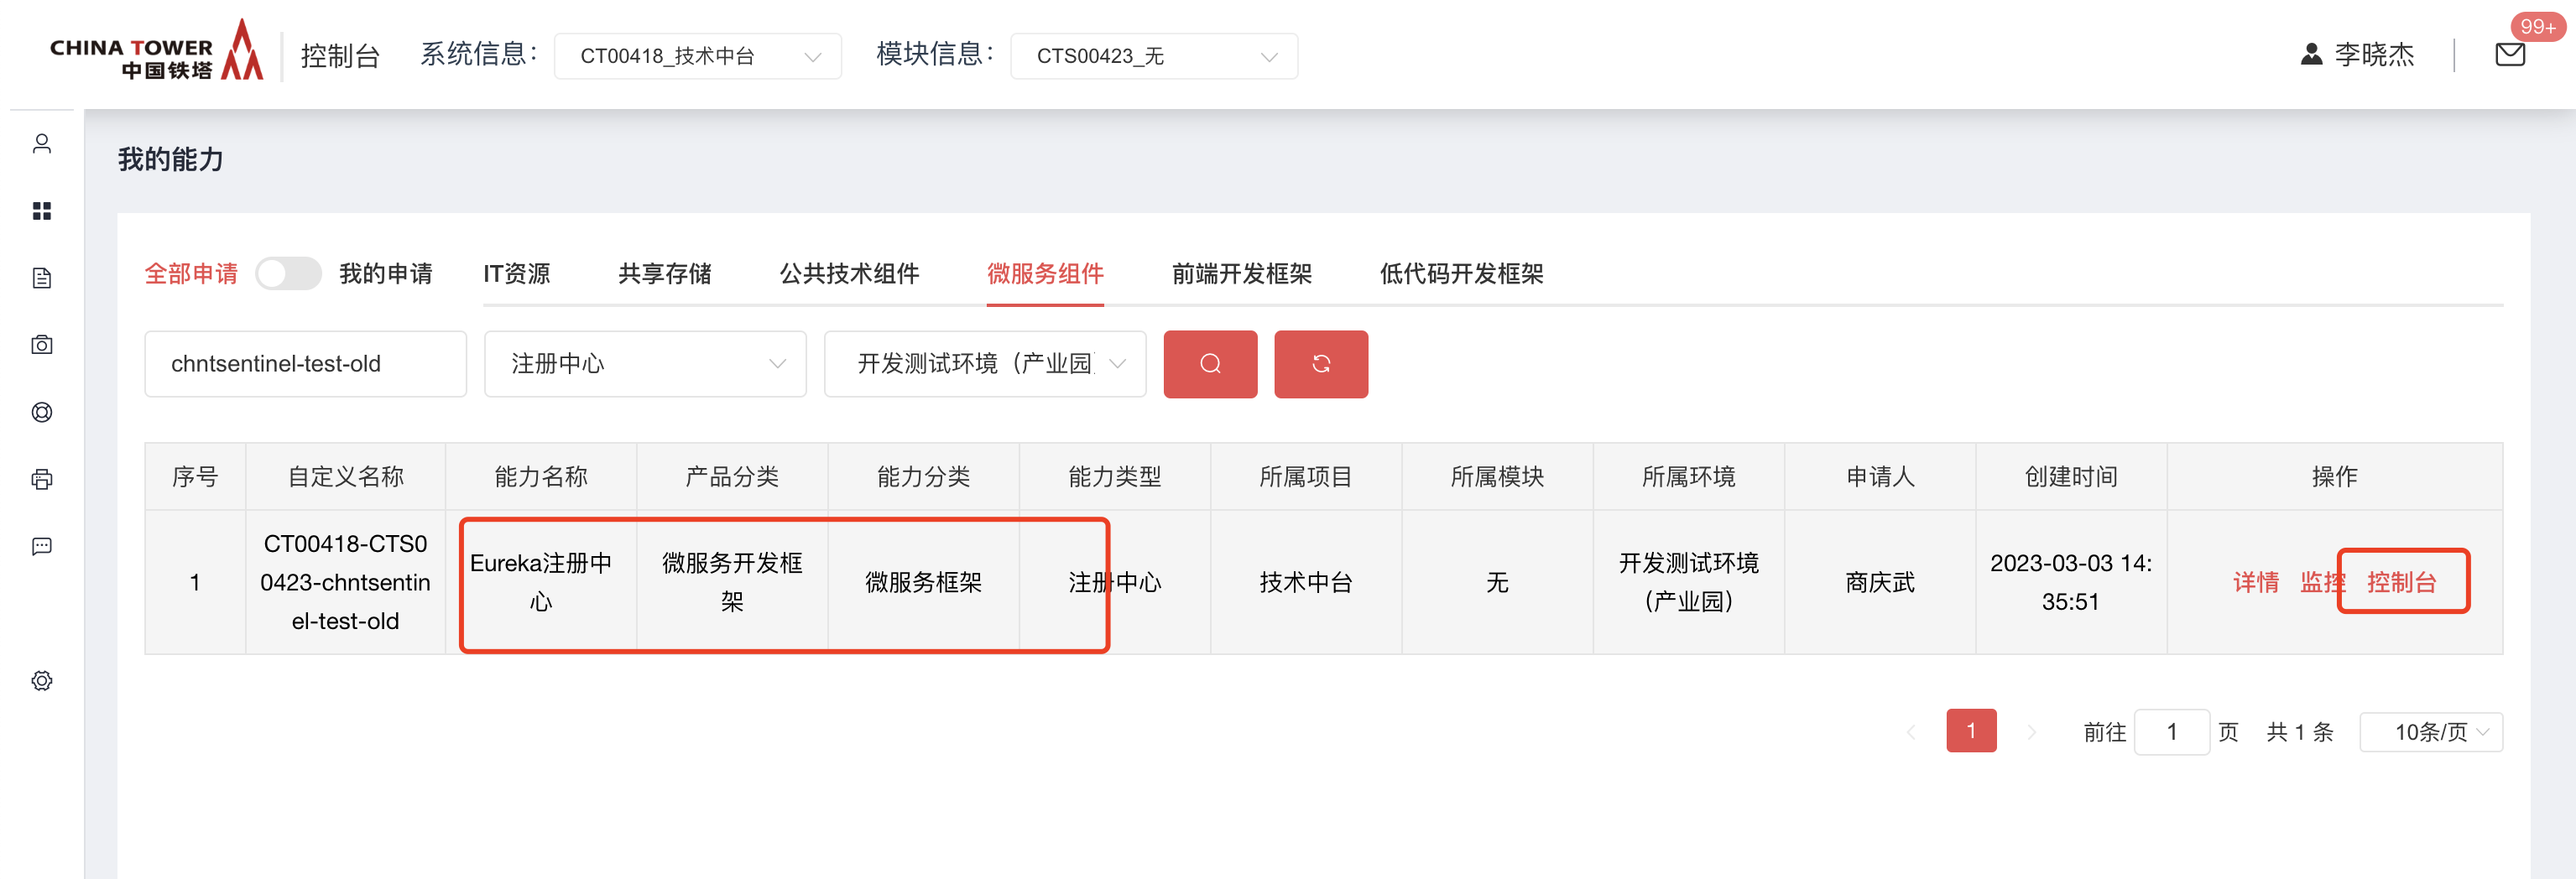 CHINA TOWER
中国铁塔
控制台
系统信息：
CT00418_技术中台
模块信息：
CTS00423_无
李晓杰
99+
我的能力
全部申请
我的申请
IT资源
共享存储
公共技术组件
微服务组件
前端开发框架
低代码开发框架
chntsentinel-test-old
注册中心
开发测试环境（产业园
序号
自定义名称
能力名称
产品分类
能力分类
能力类型
所属项目
所属模块
所属环境
申请人
创建时间
操作
1
CT00418-CTS0
0423-chntsentin
el-test-old
Eureka注册中
心
微服务开发框
架
微服务框架
注册中心
技术中台
无
开发测试环境
（产业园）
商庆武
2023-03-03 14:
35:51
详情
监控
控制台
1
前往
1
页
共 1 条
10条/页